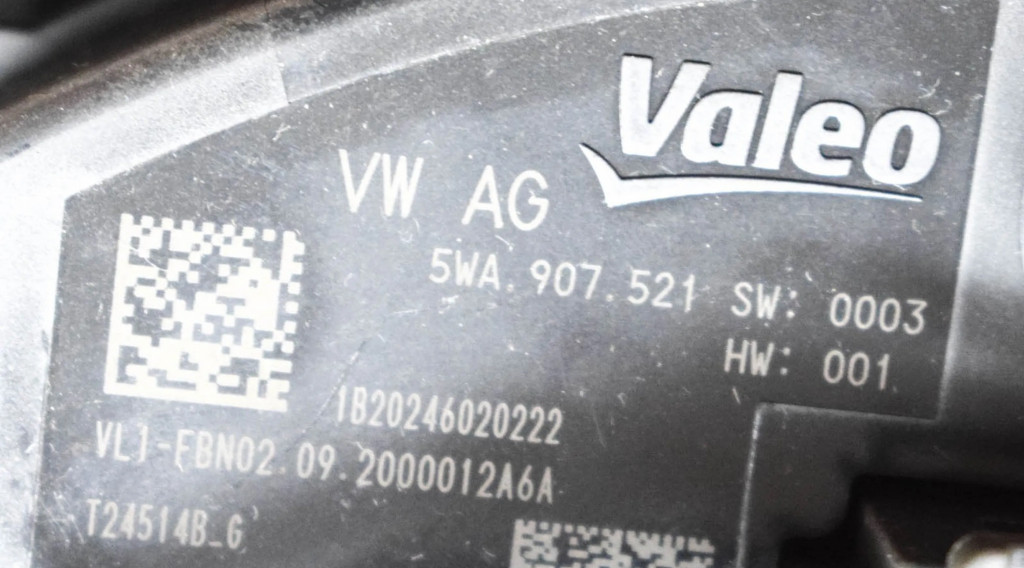 Valeo
VW AG
5WA.907.521 SW: 0003
HW: 001
1B20246020222
VL1-FBN02.09.2000012A6A
T24514B_G